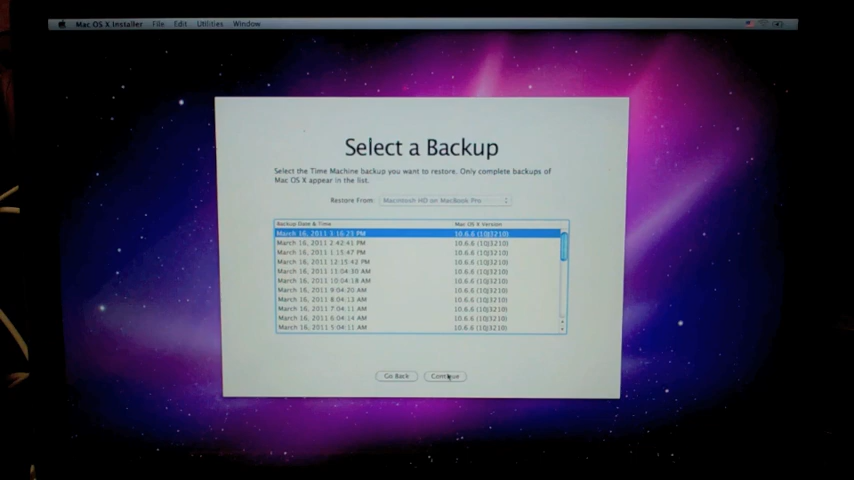 Mac OS X Installer File Edit Utilities Window
Select a Backup
Select the Time Machine backup you want to restore. Only complete backups of
Mac OS X appear in the list.
Restore From: Macintosh HD on MacBook Pro
Backup Date & Time Mac OS X Version
March 16, 2011 3:16:23 PM 10.6.6 (10J3210)
March 16, 2011 2:42:41 PM 10.6.6 (10J3210)
March 16, 2011 1:15:47 PM 10.6.6 (10J3210)
March 16, 2011 12:15:42 PM 10.6.6 (10J3210)
March 16, 2011 11:04:30 AM 10.6.6 (10J3210)
March 16, 2011 10:04:18 AM 10.6.6 (10J3210)
March 16, 2011 9:04:20 AM 10.6.6 (10J3210)
March 16, 2011 8:04:13 AM 10.6.6 (10J3210)
March 16, 2011 7:04:11 AM 10.6.6 (10J3210)
March 16, 2011 6:04:14 AM 10.6.6 (10J3210)
March 16, 2011 5:04:11 AM 10.6.6 (10J3210)
Go Back Continue